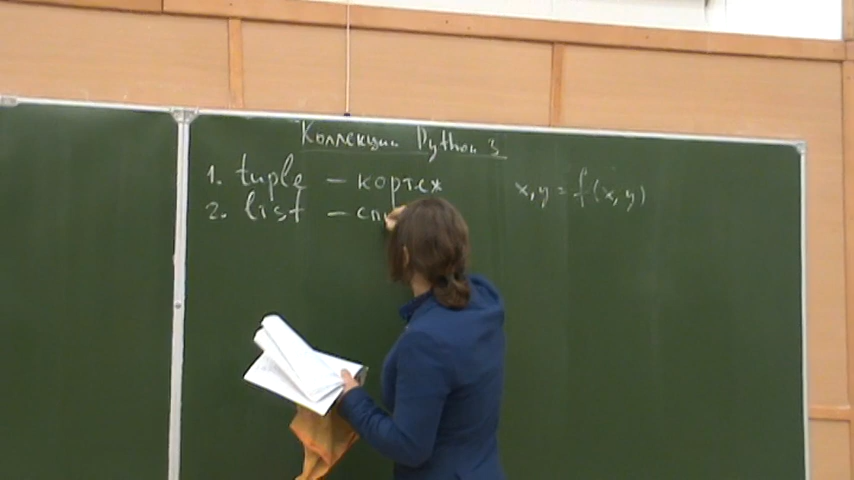 Коллекции Python 3
1. tuple – кортеж
2. list – сп
x, y = f(x, y)